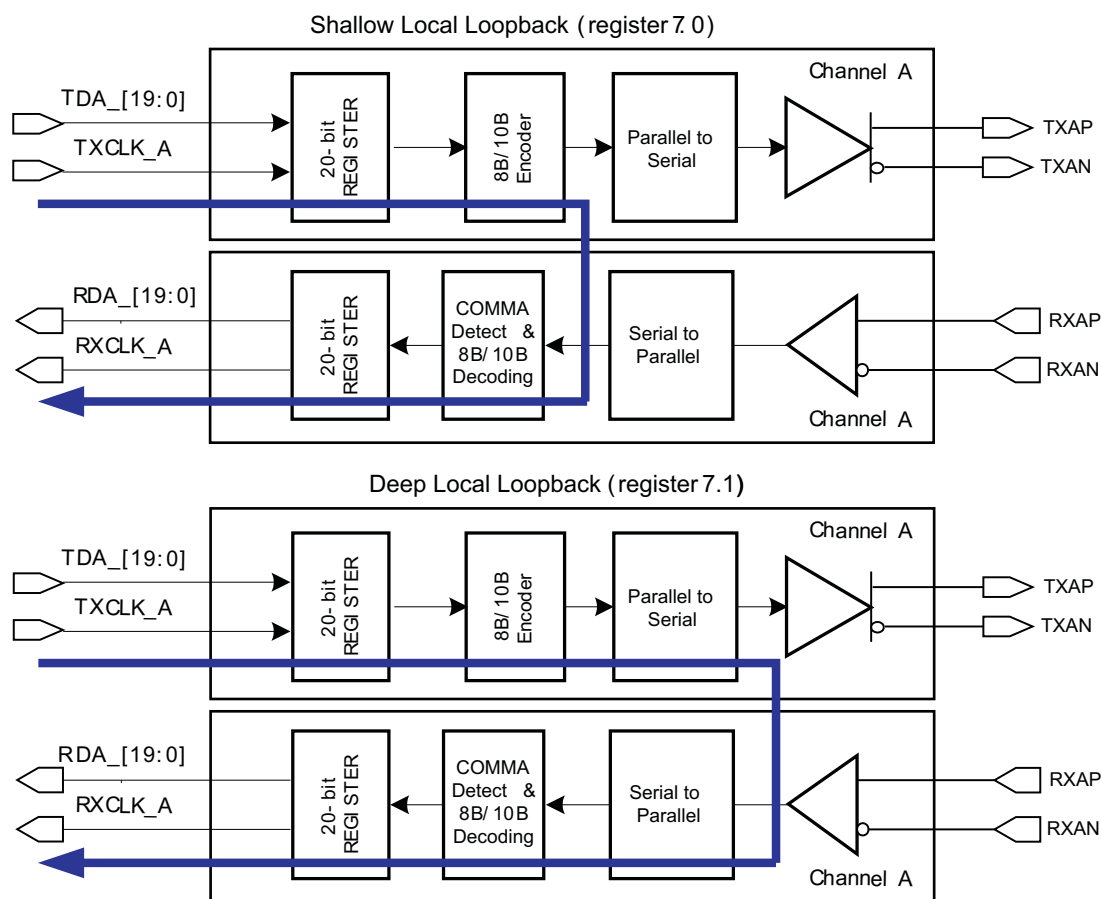 Shallow Local Loopback (register 7.0)
Channel A
TDA_[19:0]
TXCLK_A
20-bit
REGISTER
8B/10B
Encoder
Parallel to
Serial
TXAP
TXAN
RDA_[19:0]
RXCLK_A
20-bit
REGISTER
COMMA
Detect &
8B/10B
Decoding
Serial to
Parallel
RXAP
RXAN
Channel A
Deep Local Loopback (register 7.1)
Channel A
TDA_[19:0]
TXCLK_A
20-bit
REGISTER
8B/10B
Encoder
Parallel to
Serial
TXAP
TXAN
RDA_[19:0]
RXCLK_A
20-bit
REGISTER
COMMA
Detect &
8B/10B
Decoding
Serial to
Parallel
RXAP
RXAN
Channel A